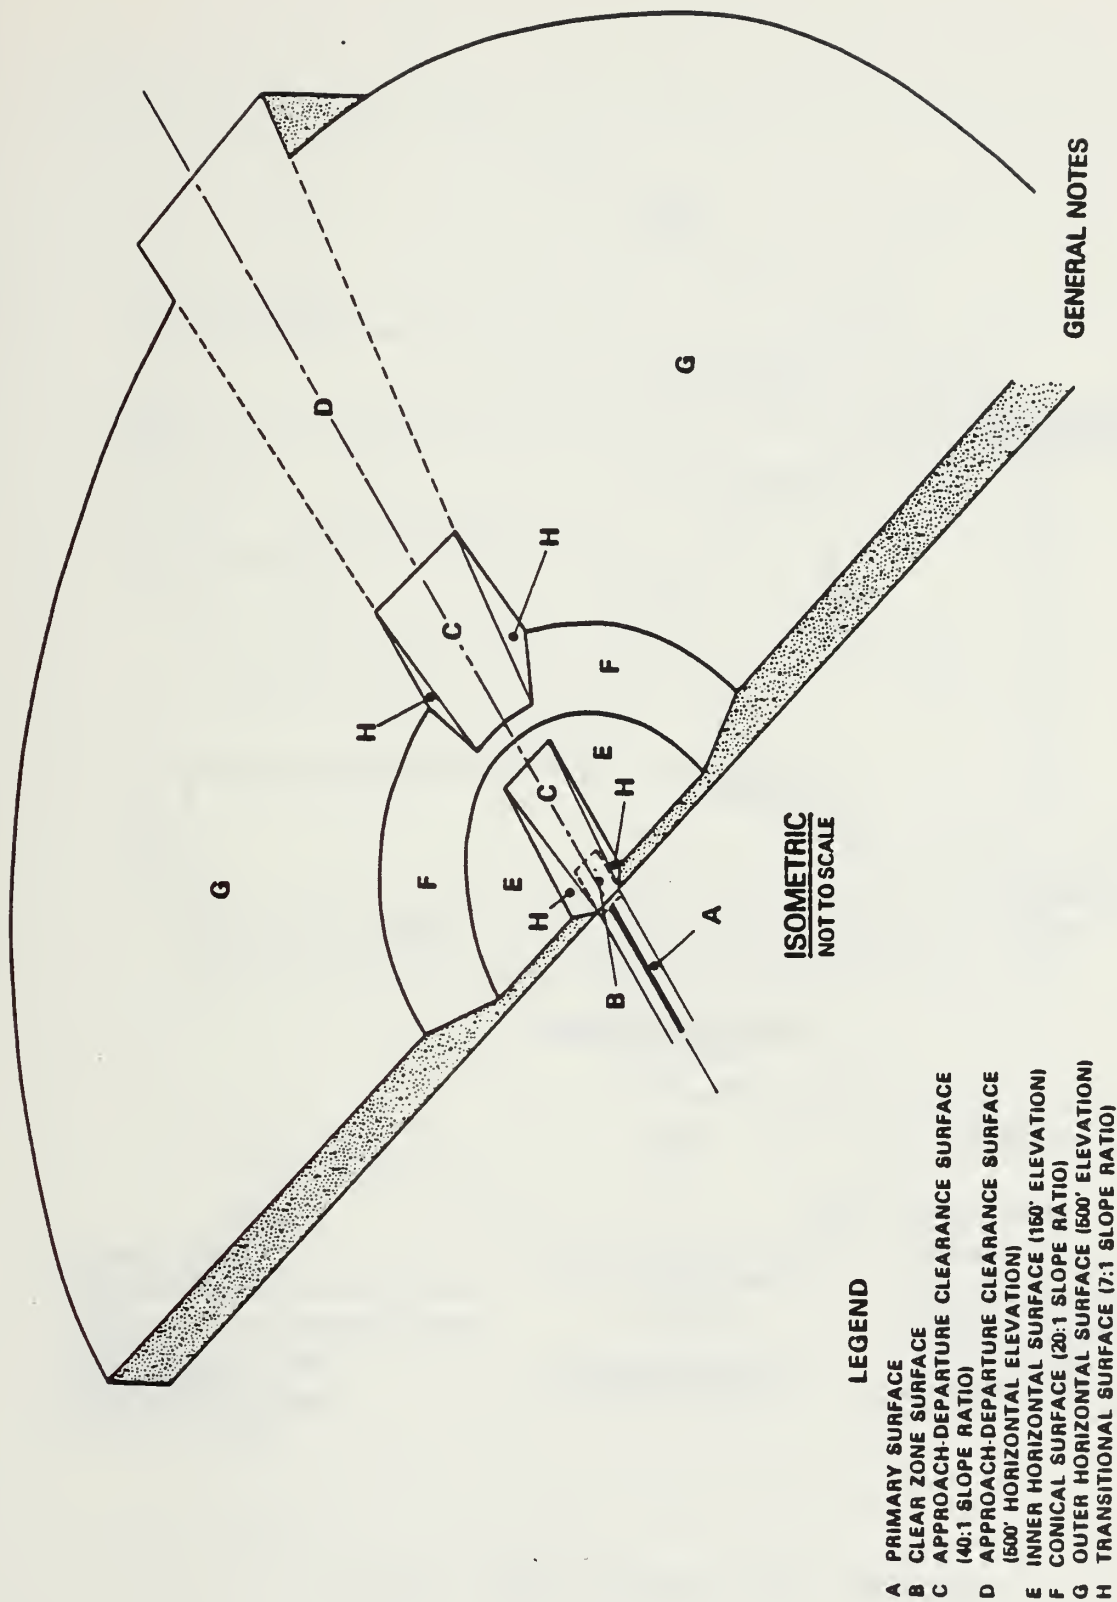 G
D
H
F
C
E
H
C
H
E
F
B
H
G
A
ISOMETRIC
NOT TO SCALE
LEGEND
A PRIMARY SURFACE
B CLEAR ZONE SURFACE
C APPROACH-DEPARTURE CLEARANCE SURFACE
(40:1 SLOPE RATIO)
D APPROACH-DEPARTURE CLEARANCE SURFACE
(500' HORIZONTAL ELEVATION)
E INNER HORIZONTAL SURFACE (150' ELEVATION)
F CONICAL SURFACE (20:1 SLOPE RATIO)
G OUTER HORIZONTAL SURFACE (500' ELEVATION)
H TRANSITIONAL SURFACE (7:1 SLOPE RATIO)
GENERAL NOTES